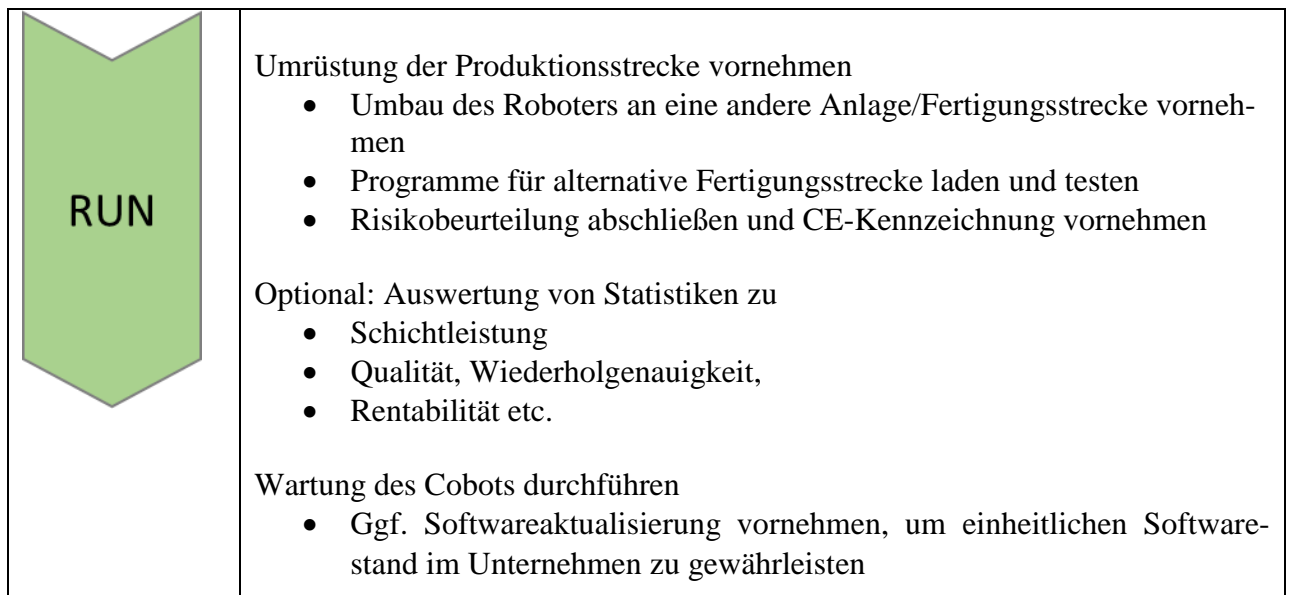 RUN
Umrüstung der Produktionsstrecke vornehmen
• Umbau des Roboters an eine andere Anlage/Fertigungsstrecke vorneh-
men
• Programme für alternative Fertigungsstrecke laden und testen
• Risikobeurteilung abschließen und CE-Kennzeichnung vornehmen
Optional: Auswertung von Statistiken zu
• Schichtleistung
• Qualität, Wiederholgenauigkeit,
• Rentabilität etc.
Wartung des Cobots durchführen
• Ggf. Softwareaktualisierung vornehmen, um einheitlichen Software-
stand im Unternehmen zu gewährleisten